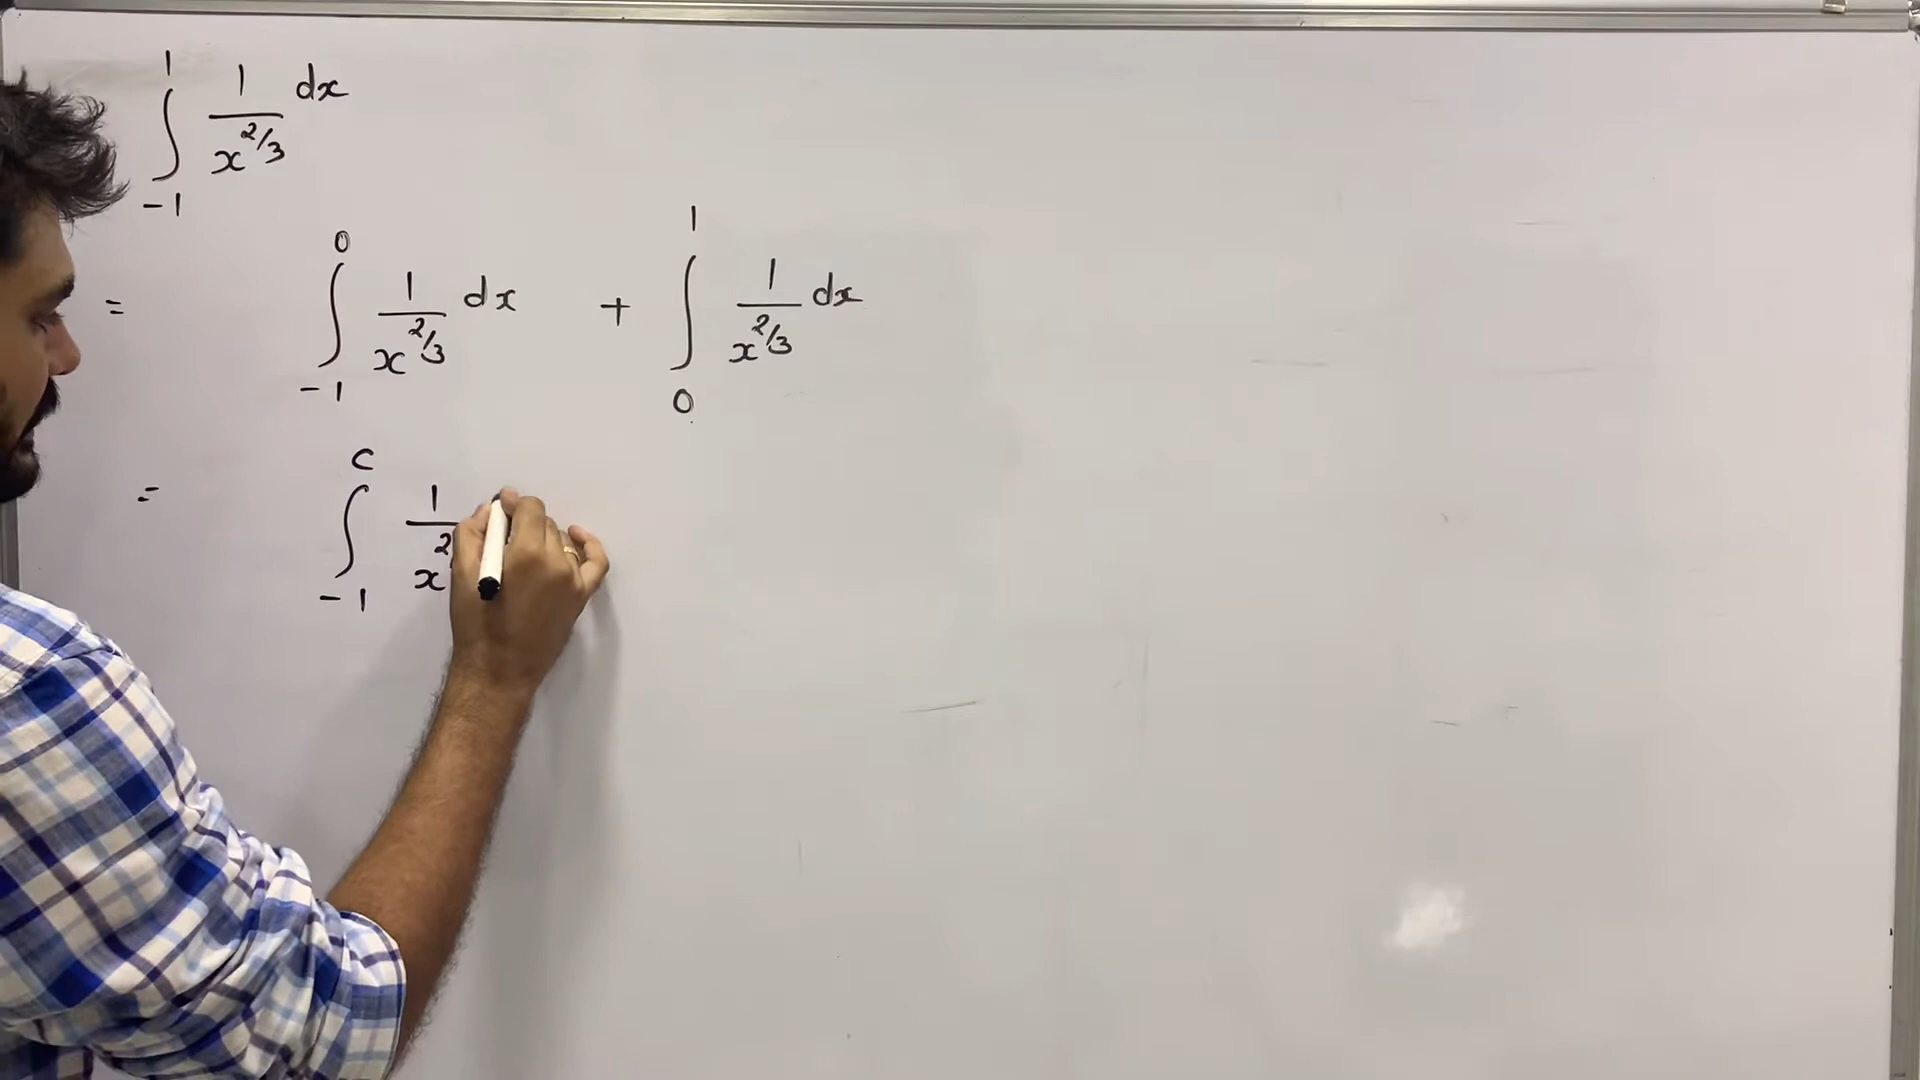 ∫_{-1}^{1} 1/x^{2/3} dx
= ∫_{-1}^{0} 1/x^{2/3} dx + ∫_{0}^{1} 1/x^{2/3} dx
= ∫_{-1}^{c} 1/x^{2